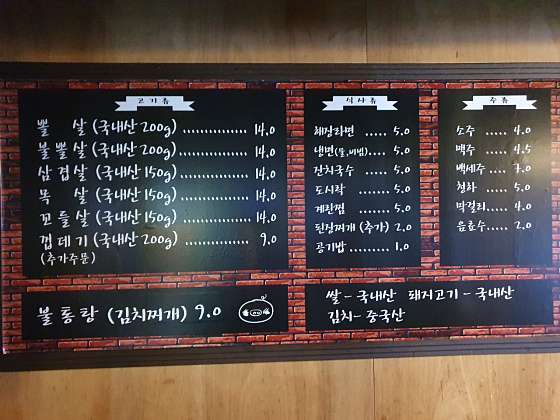 고기류
뽈 살 (국내산 200g) ................ 14.0
불뽈살 (국내산 200g) ................ 14.0
삼겹살 (국내산 150g) ................ 14.0
목 살 (국내산 150g) ................ 14.0
꼬들살 (국내산 150g) ................ 14.0
껍데기 (국내산 200g) ................ 9.0
(추가주문)
불통탕 (김치찌개) 9.0
식사류
해장라면 ..... 5.0
냉면(물,비빔).... 5.0
잔치국수 ..... 5.0
도시락 ..... 5.0
계란찜 ..... 5.0
된장찌개 (추가) 2.0
공기밥 ........ 1.0
주류
소주 ..... 4.0
맥주 ..... 4.5
백세주 .... 7.0
청하 ..... 5.0
막걸리.... 4.0
음료수..... 2.0
쌀 - 국내산 돼지고기 - 국내산
김치 - 중국산